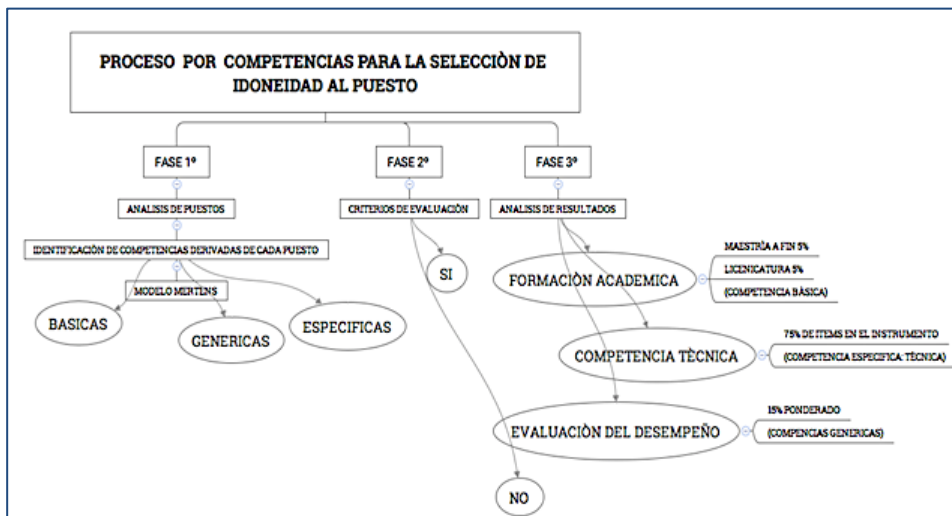 PROCESO POR COMPETENCIAS PARA LA SELECCIÒN DE
IDONEIDAD AL PUESTO
FASE 1º
FASE 2º
FASE 3º
ANALISIS DE PUESTOS
CRITERIOS DE EVALUACIÒN
ANALISIS DE RESULTADOS
IDENTIFICACIÒN DE COMPETENCIAS DERIVADAS DE CADA PUESTO
MODELO MERTENS
BASICAS
GENERICAS
ESPECIFICAS
SI
NO
FORMACIÒN ACADEMICA
MAESTRÍA A FIN 5%
LICENICATURA 5%
(COMPETENCIA BÀSICA)
COMPETENCIA TÈCNICA
75% DE ITEMS EN EL INSTRUMENTO
(COMPETENCIA ESPECIFICA: TÈCNICA)
EVALUACIÒN DEL DESEMPEÑO
15% PONDERADO
(COMPENCIAS GENERICAS)